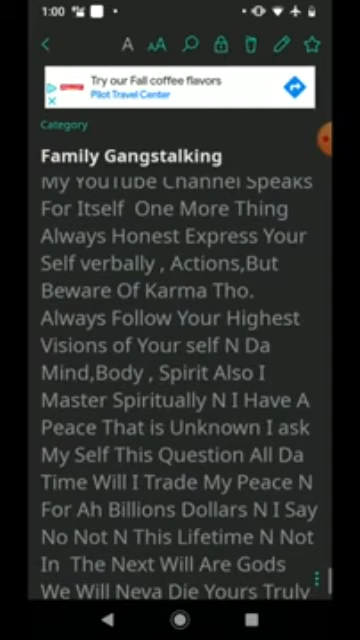 1:00
A AA
Try our Fall coffee flavors
Pilot Travel Center
Category
Family Gangstalking
My YouTube Channel Speaks
For Itself One More Thing
Always Honest Express Your
Self verbally , Actions,But
Beware Of Karma Tho.
Always Follow Your Highest
Visions of Your self N Da
Mind,Body , Spirit Also I
Master Spiritually N I Have A
Peace That is Unknown I ask
My Self This Question All Da
Time Will I Trade My Peace N
For Ah Billions Dollars N I Say
No Not N This Lifetime N Not
In The Next Will Are Gods
We Will Neva Die Yours Truly